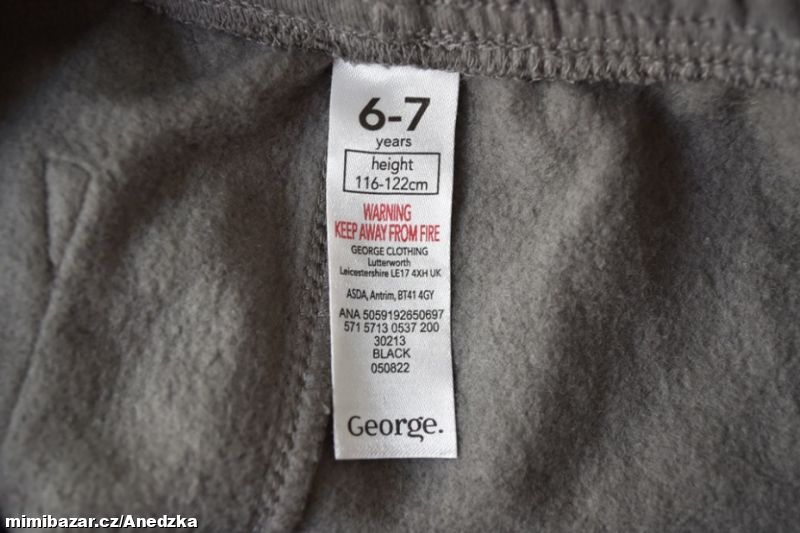 6-7
years
height
116-122cm
WARNING
KEEP AWAY FROM FIRE
GEORGE CLOTHING
Lutterworth
Leicestershire LE17 4XH UK
ASDA, Antrim, BT41 4GY
ANA 5059192650697
571 5713 0537 200
30213
BLACK
050822
George.
mimibazar.cz/Anedzka